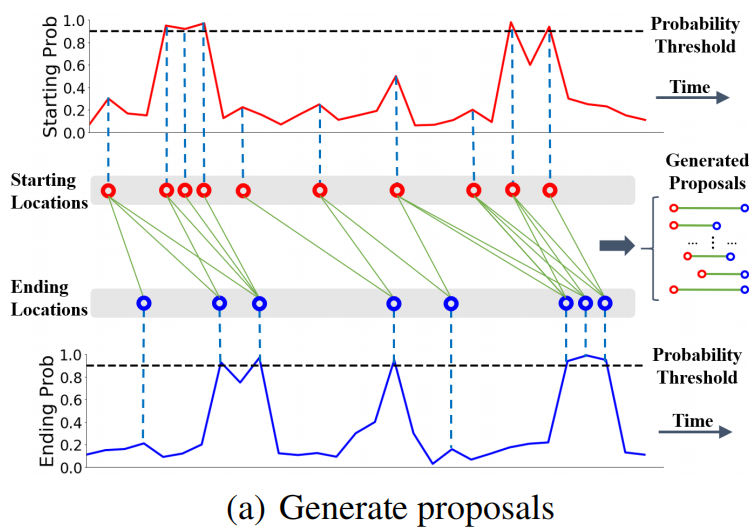 Starting Prob
1.0
0.8
0.6
0.4
0.2
0.0
Probability
Threshold
Time
Starting
Locations
Generated
Proposals
... ⋮ ...
Ending
Locations
Ending Prob
1.0
0.8
0.6
0.4
0.2
0.0
Probability
Threshold
Time
(a) Generate proposals